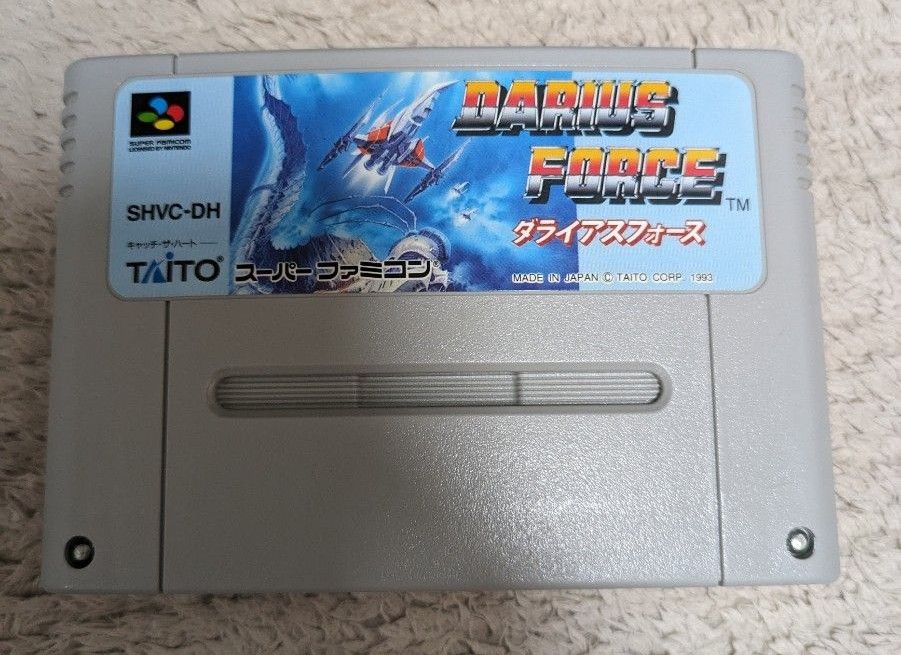 DARIUS
FORCE™
ダライアスフォース
SUPER FAMICOM
LICENSED BY NINTENDO
SHVC-DH
キャッチ・ザ・ハート
TAITO®
スーパーファミコン®
MADE IN JAPAN © TAITO CORP. 1993